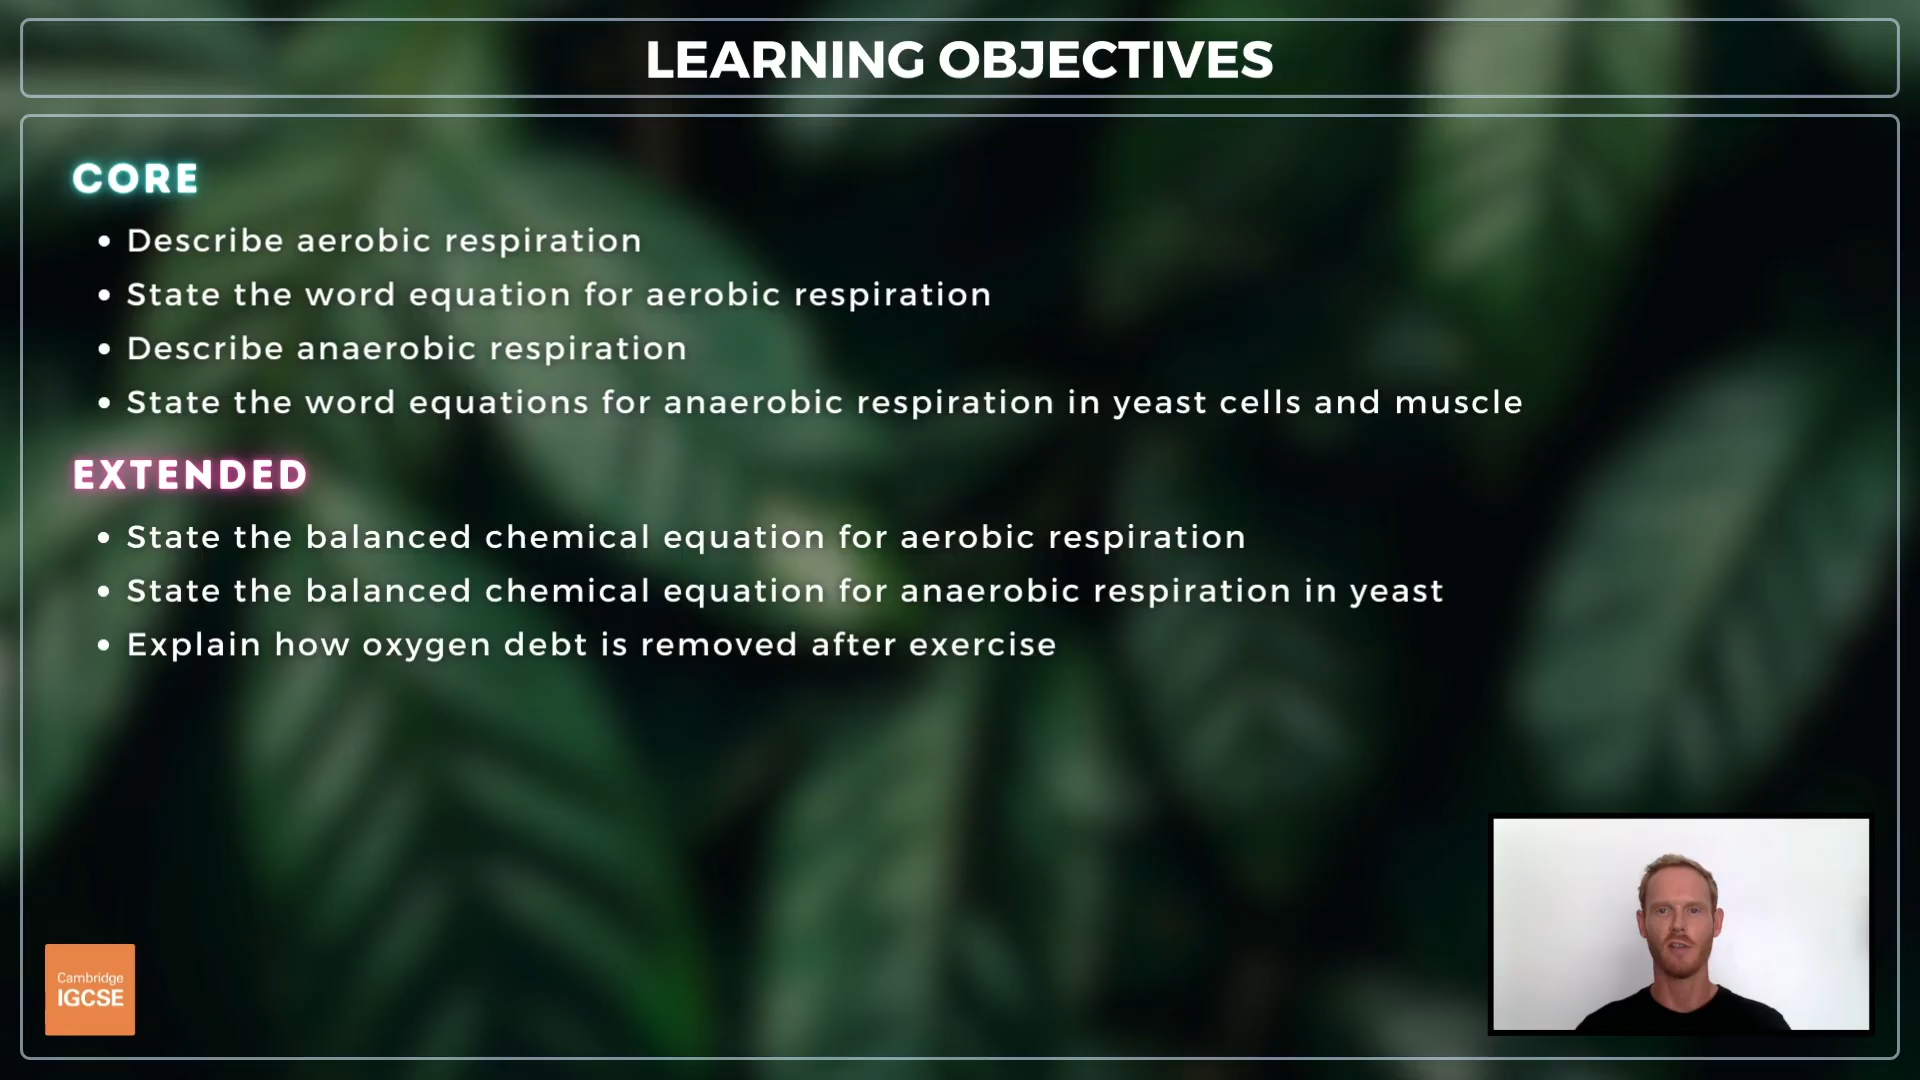 LEARNING OBJECTIVES
CORE
• Describe aerobic respiration
• State the word equation for aerobic respiration
• Describe anaerobic respiration
• State the word equations for anaerobic respiration in yeast cells and muscle
EXTENDED
• State the balanced chemical equation for aerobic respiration
• State the balanced chemical equation for anaerobic respiration in yeast
• Explain how oxygen debt is removed after exercise
Cambridge
IGCSE